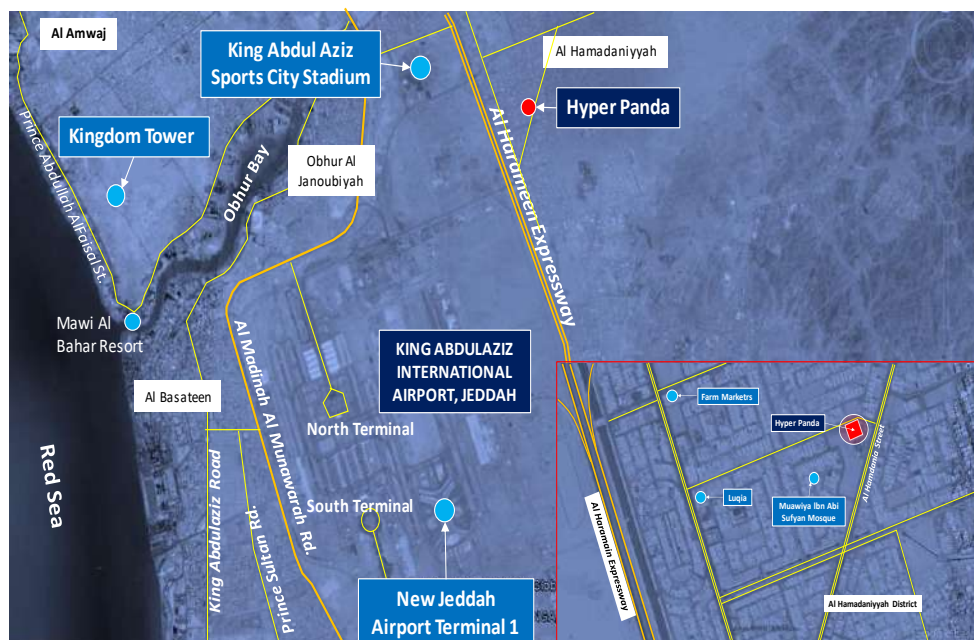 Al Amwaj
King Abdul Aziz
Sports City Stadium
Al Hamadaniyyah
Hyper Panda
Kingdom Tower
Prince Abdullah AlFaisal St.
Obhur Bay
Obhur Al
Janoubiyah
Al Harameen Expressway
Mawi Al
Bahar Resort
Al Madinah Al Munawarah Rd.
KING ABDULAZIZ
INTERNATIONAL
AIRPORT, JEDDAH
Al Basateen
North Terminal
Red Sea
King Abdulaziz Road
Prince Sultan Rd.
South Terminal
New Jeddah
Airport Terminal 1
Farm Marketrs
Hyper Panda
Al Hamdania Street
Luqla
Muawiya Ibn Abi
Sufyan Mosque
Al Haramain Expressway
Al Hamadaniyyah District